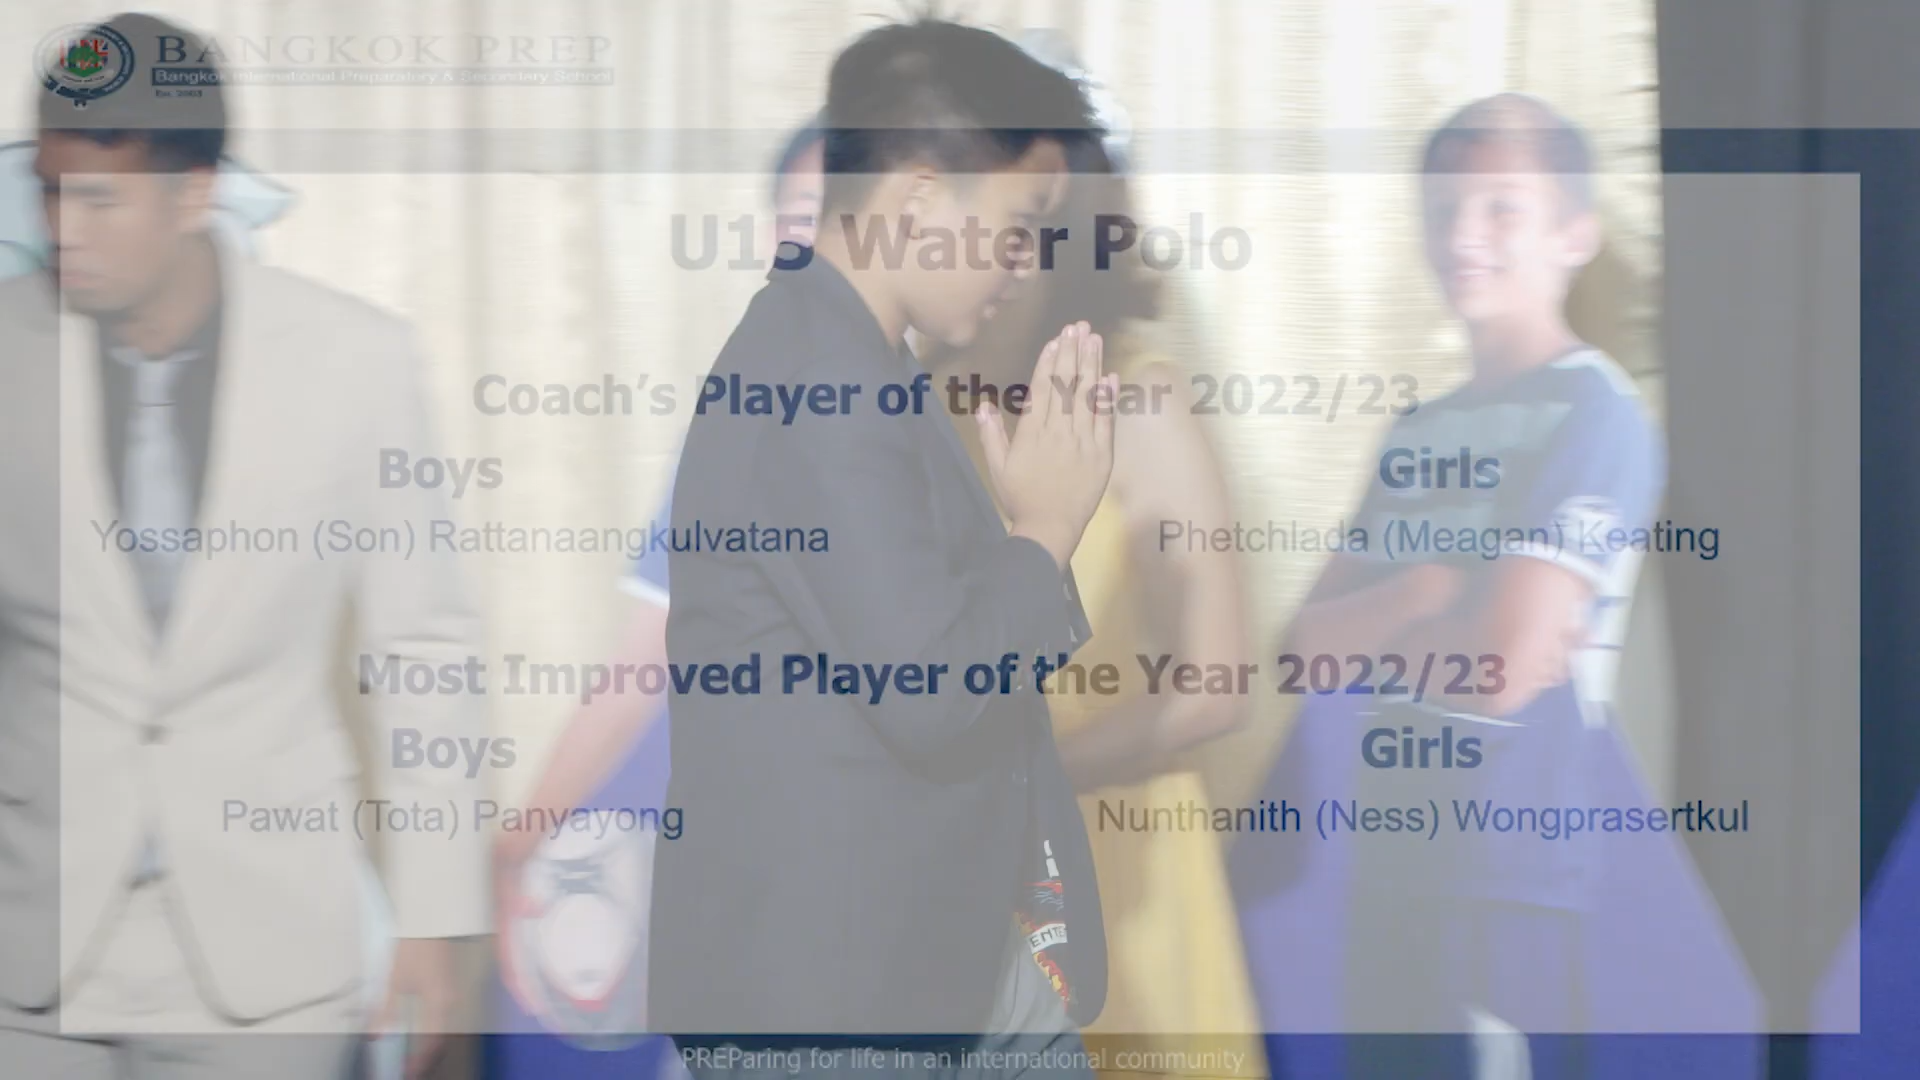 BANGKOK PREP
Bangkok International Preparatory & Secondary School
Est. 2003
U15 Water Polo
Coach’s Player of the Year 2022/23
Boys Girls
Yossaphon (Son) Rattanaangkulvatana Phetchlada (Meagan) Keating
Most Improved Player of the Year 2022/23
Boys Girls
Pawat (Tota) Panyayong Nunthanith (Ness) Wongprasertkul
ENTE
PREParing for life in an international community